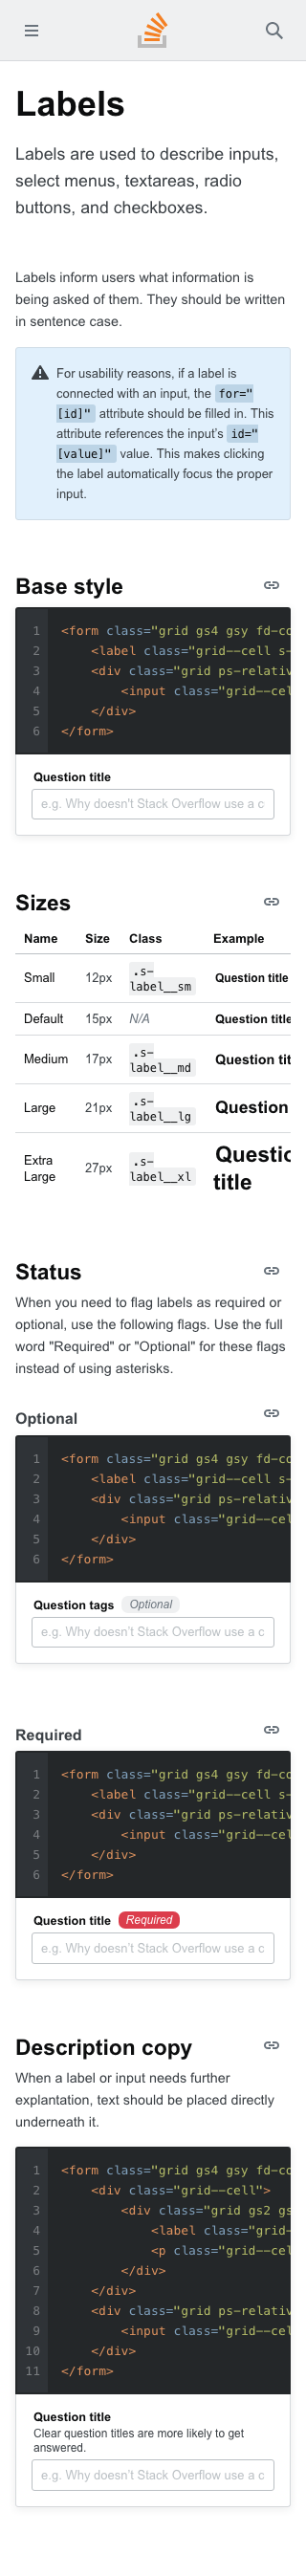 Labels
Labels are used to describe inputs,
select menus, textareas, radio
buttons, and checkboxes.
Labels inform users what information is
being asked of them. They should be written
in sentence case.
For usability reasons, if a label is
connected with an input, the for="
[id]" attribute should be filled in. This
attribute references the input's id="
[value]" value. This makes clicking
the label automatically focus the proper
input.
Base style
1 <form class="grid gs4 gsy fd-co
2 <label class="grid--cell s-
3 <div class="grid ps-relativ
4 <input class="grid--cel
5 </div>
6 </form>
Question title
e.g. Why doesn't Stack Overflow use a c
Sizes
Name Size Class Example
Small 12px .s-
label__sm Question title
Default 15px N/A Question title
Medium 17px .s-
label__md Question tit
Large 21px .s-
label__lg Question
Extra
Large 27px .s-
label__xl Questic
title
Status
When you need to flag labels as required or
optional, use the following flags. Use the full
word "Required" or "Optional" for these flags
instead of using asterisks.
Optional
1 <form class="grid gs4 gsy fd-co
2 <label class="grid--cell s-
3 <div class="grid ps-relativ
4 <input class="grid--cel
5 </div>
6 </form>
Question tags Optional
e.g. Why doesn't Stack Overflow use a c
Required
1 <form class="grid gs4 gsy fd-co
2 <label class="grid--cell s-
3 <div class="grid ps-relativ
4 <input class="grid--cel
5 </div>
6 </form>
Question title Required
e.g. Why doesn't Stack Overflow use a c
Description copy
When a label or input needs further
explantation, text should be placed directly
underneath it.
1 <form class="grid gs4 gsy fd-co
2 <div class="grid--cell">
3 <div class="grid gs2 gs
4 <label class="grid-
5 <p class="grid--cel
6 </div>
7 </div>
8 <div class="grid ps-relativ
9 <input class="grid--cel
10 </div>
11 </form>
Question title
Clear question titles are more likely to get
answered.
e.g. Why doesn't Stack Overflow use a c